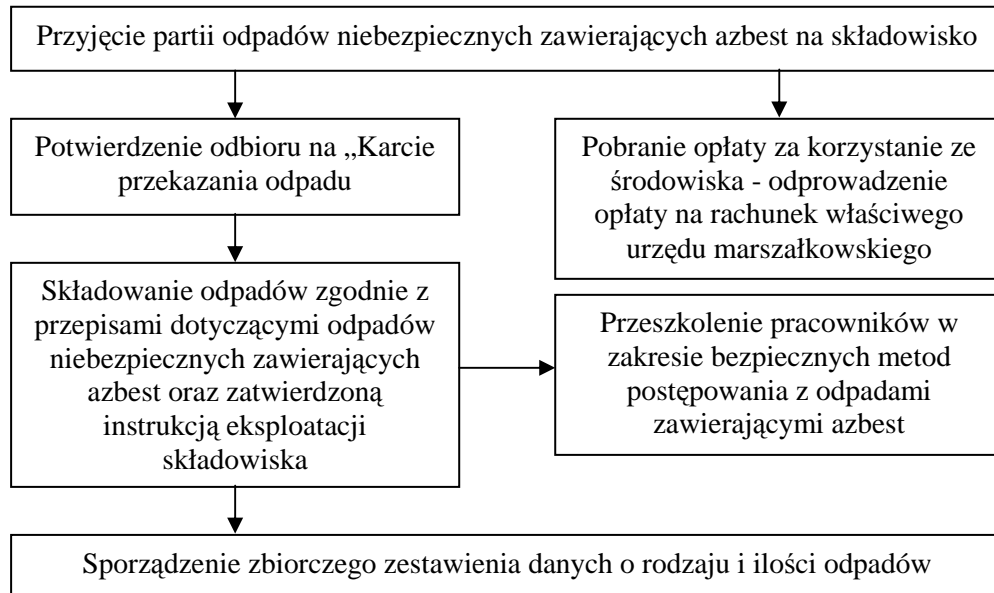 Przyjęcie partii odpadów niebezpiecznych zawierających azbest na składowisko
Potwierdzenie odbioru na „Karcie
przekazania odpadu
Pobranie opłaty za korzystanie ze
środowiska - odprowadzenie
opłaty na rachunek właściwego
urzędu marszałkowskiego
Składowanie odpadów zgodnie z
przepisami dotyczącymi odpadów
niebezpiecznych zawierających
azbest oraz zatwierdzoną
instrukcją eksploatacji
składowiska
Przeszkolenie pracowników w
zakresie bezpiecznych metod
postępowania z odpadami
zawierającymi azbest
Sporządzenie zbiorczego zestawienia danych o rodzaju i ilości odpadów